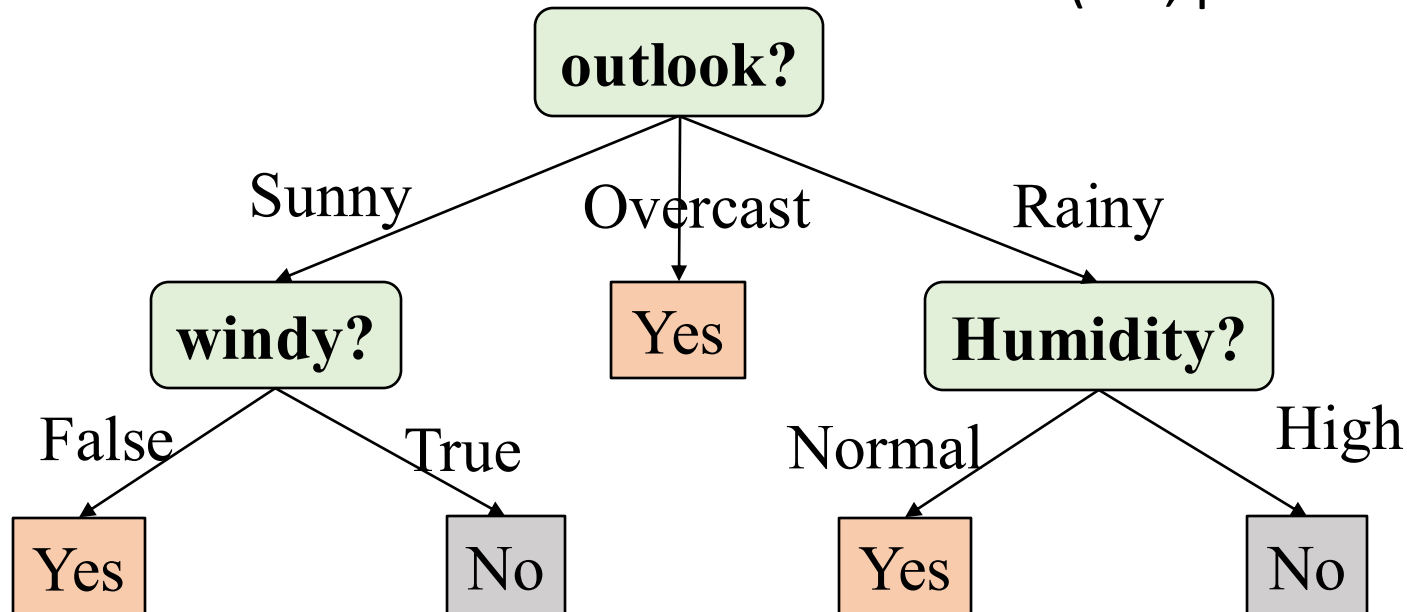 outlook?
Sunny
Overcast
Rainy
windy?
Yes
Humidity?
False
True
Normal
High
Yes
No
Yes
No